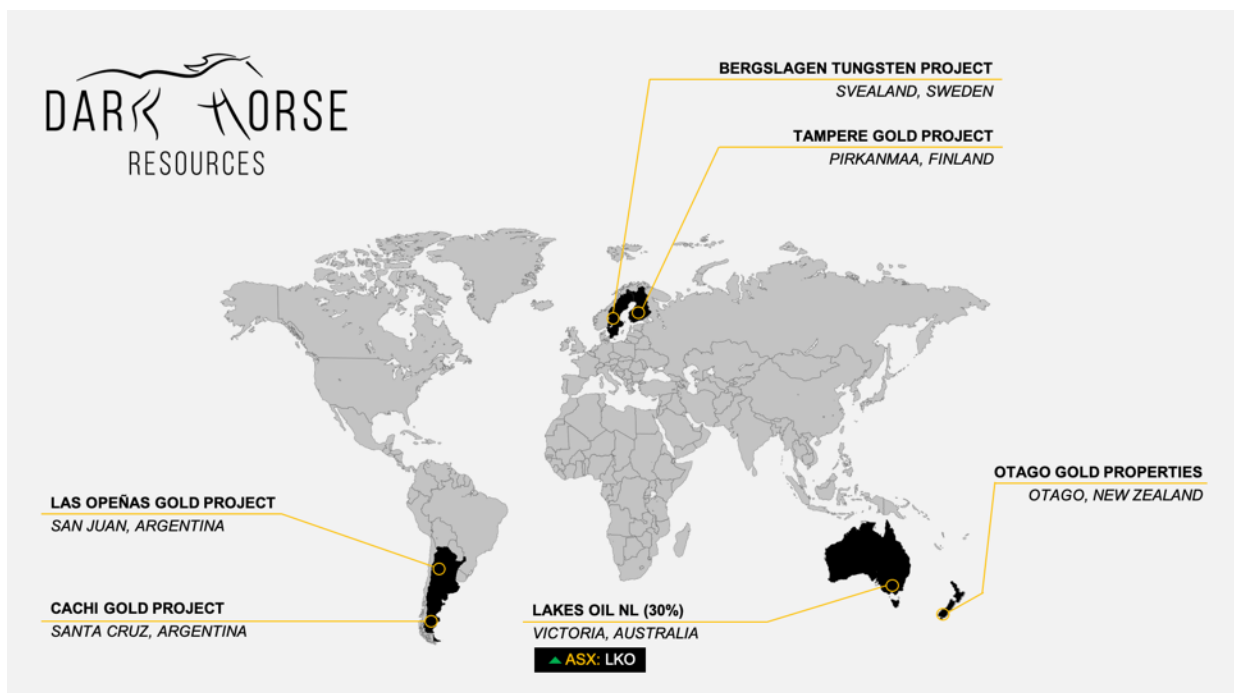 DARK HORSE
RESOURCES
BERGSLAGEN TUNGSTEN PROJECT
SVEALAND, SWEDEN
TAMPERE GOLD PROJECT
PIRKANMAA, FINLAND
OTAGO GOLD PROPERTIES
OTAGO, NEW ZEALAND
LAS OPEÑAS GOLD PROJECT
SAN JUAN, ARGENTINA
CACHI GOLD PROJECT
SANTA CRUZ, ARGENTINA
LAKES OIL NL (30%)
VICTORIA, AUSTRALIA
ASX: LKO